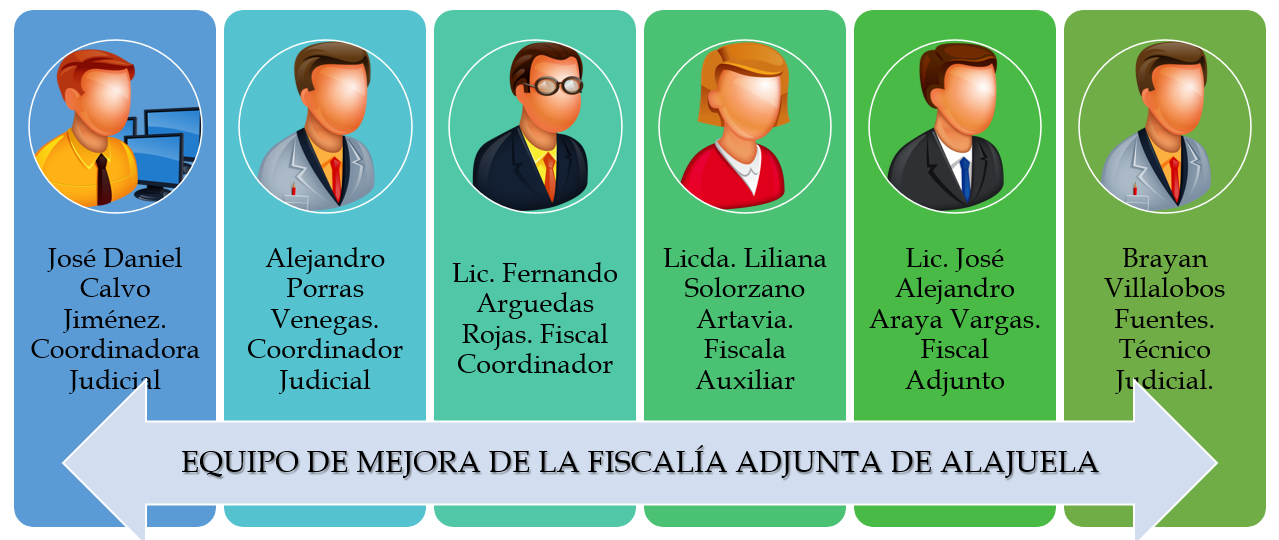 José Daniel
Calvo
Jiménez.
Coordinadora
Judicial
Alejandro
Porras
Venegas.
Coordinador
Judicial
Lic. Fernando
Arguedas
Rojas. Fiscal
Coordinador
Licda. Liliana
Solorzano
Artavia.
Fiscala
Auxiliar
Lic. José
Alejandro
Araya Vargas.
Fiscal
Adjunto
Brayan
Villalobos
Fuentes.
Técnico
Judicial.
EQUIPO DE MEJORA DE LA FISCALÍA ADJUNTA DE ALAJUELA